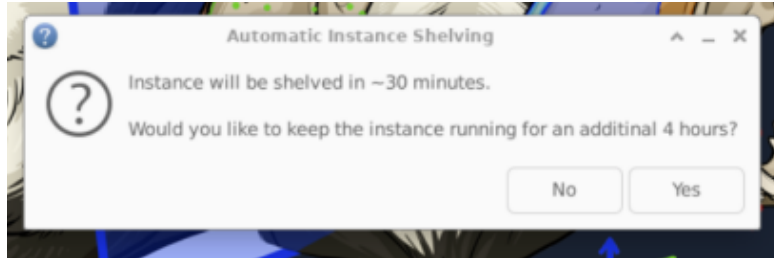 Automatic Instance Shelving
Instance will be shelved in ~30 minutes.
Would you like to keep the instance running for an additinal 4 hours?
No Yes